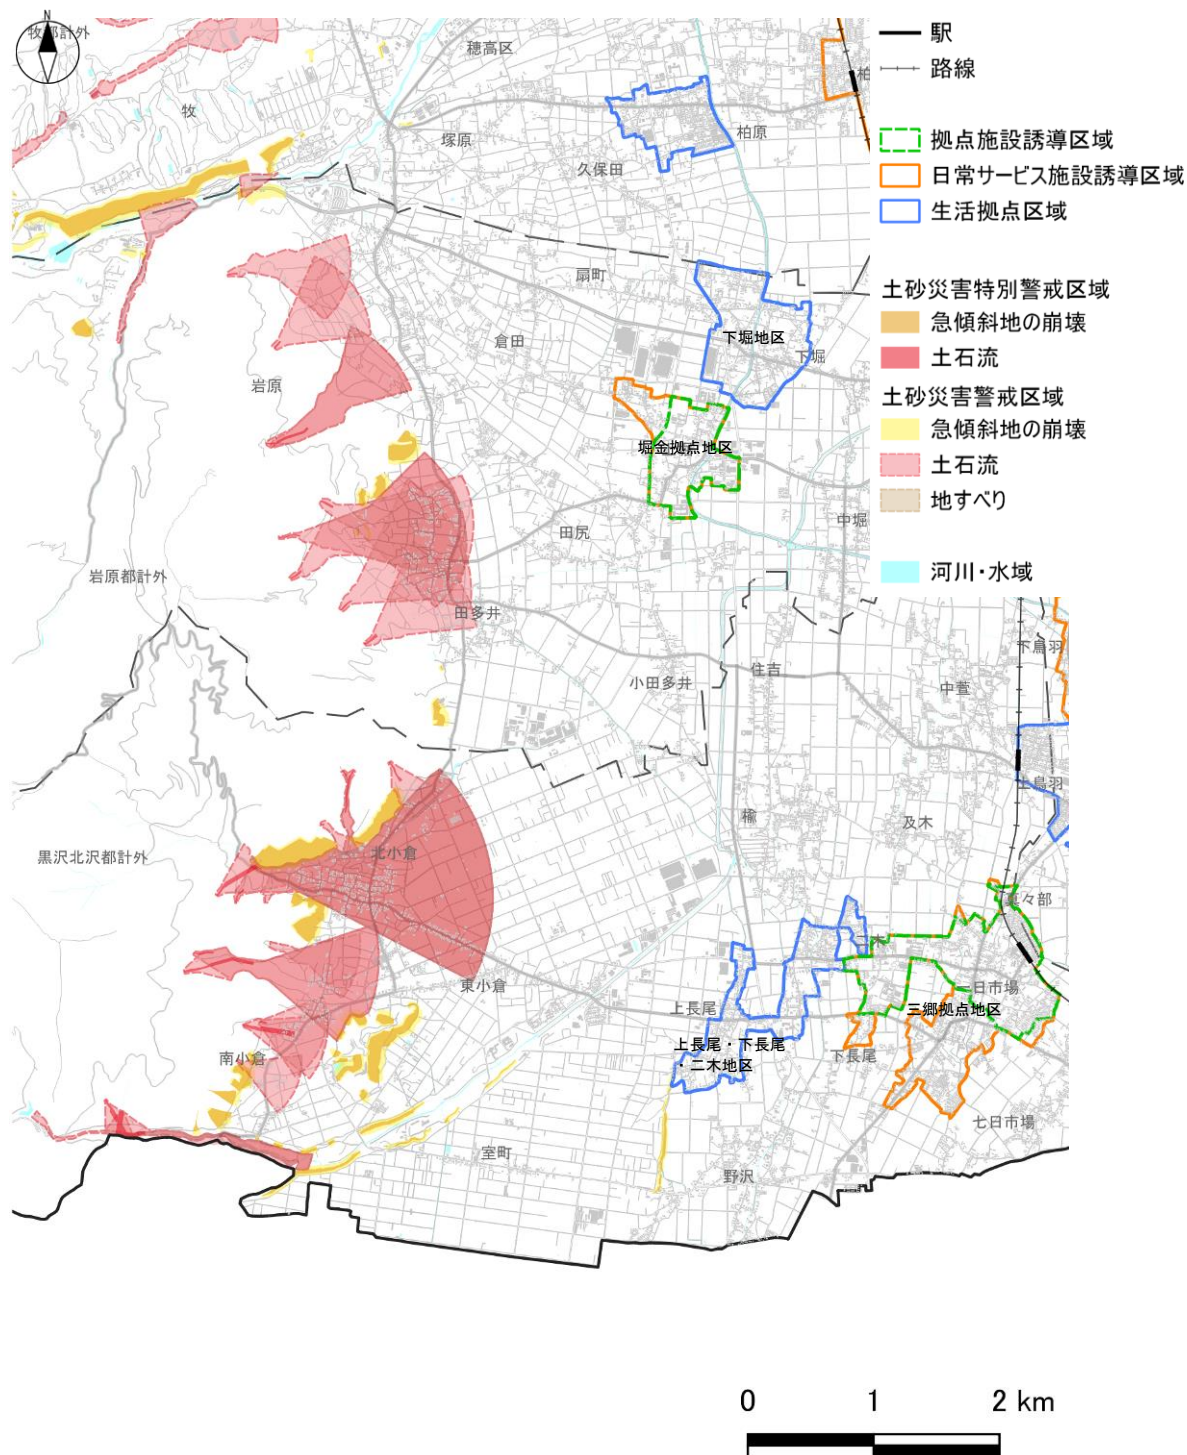 N
牧都計外
穂高区
牧
塚原
柏原
久保田
扇町
倉田
下堀地区
下堀
岩原
堀金拠点地区
田尻
中堀
岩原都計外
田多井
小田多井
住吉
中萱
下鳥羽
上鳥羽
楡
及木
黒沢北沢都計外
北小倉
真々部
二木
東小倉
上長尾
一日市場
三郷拠点地区
上長尾・下長尾
・二木地区
下長尾
南小倉
七日市場
室町
野沢
駅
路線
拠点施設誘導区域
日常サービス施設誘導区域
生活拠点区域
土砂災害特別警戒区域
急傾斜地の崩壊
土石流
土砂災害警戒区域
急傾斜地の崩壊
土石流
地すべり
河川・水域
0 1 2 km